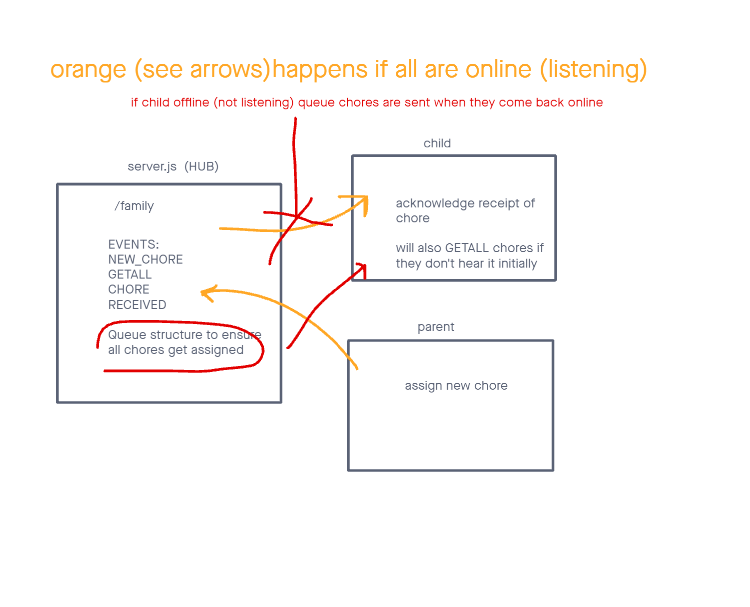 orange (see arrows)happens if all are online (listening)
if child offline (not listening) queue chores are sent when they come back online
child
server.js (HUB)
/family
acknowledge receipt of
chore
EVENTS:
NEW_CHORE
GETALL
CHORE
RECEIVED
will also GETALL chores if
they don't hear it initially
Queue structure to ensure
all chores get assigned
parent
assign new chore